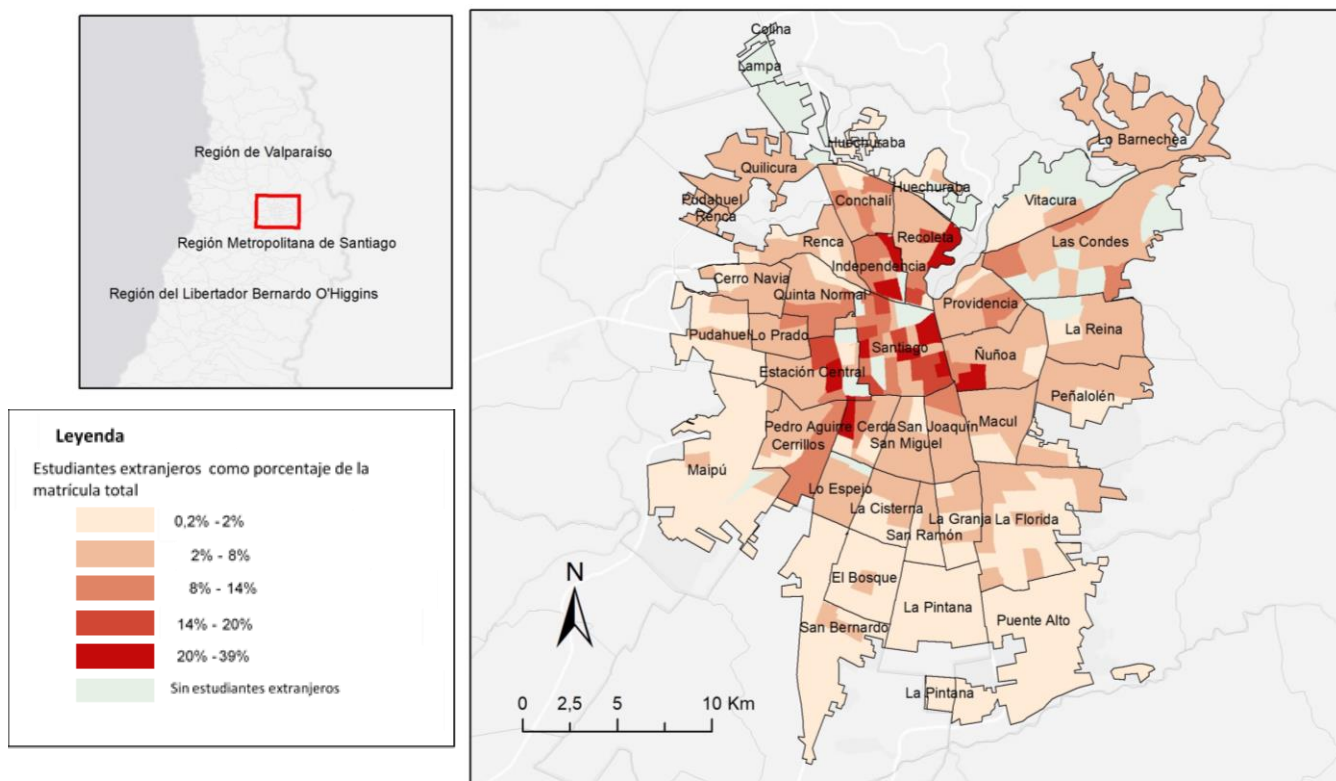 Región de Valparaíso
Región Metropolitana de Santiago
Región del Libertador Bernardo O'Higgins
Leyenda
Estudiantes extranjeros como porcentaje de la
matrícula total
0,2% - 2%
2% - 8%
8% - 14%
14% - 20%
20% -39%
Sin estudiantes extranjeros
Colina
Lampa
Huechuraba
Lo Barnechea
Quilicura
Huechuraba
Pudahuel
Conchalí
Vitacura
Renca
Renca
Recoleta
Las Condes
Independencia
Cerro Navia
Quinta Normal
Providencia
Pudahuel
Lo Prado
Santiago
La Reina
Ñuñoa
Estación Central
Peñalolén
Pedro Aguirre Cerda
San Joaquín
Macul
Cerrillos
San Miguel
Maipú
Lo Espejo
La Cisterna
La Granja
La Florida
San Ramón
El Bosque
La Pintana
San Bernardo
Puente Alto
La Pintana
N
0 2,5 5 10 Km